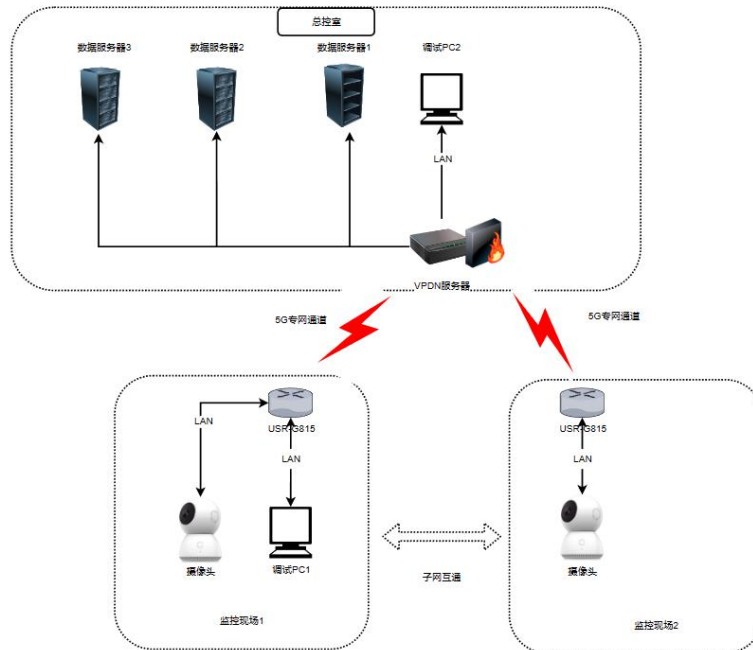 总控室
数据服务器3
数据服务器2
数据服务器1
调试PC2
LAN
VPDN服务器
5G专网通道
5G专网通道
USR-G815
USR-G815
LAN
LAN
LAN
摄像头
调试PC1
摄像头
子网互通
监控现场1
监控现场2